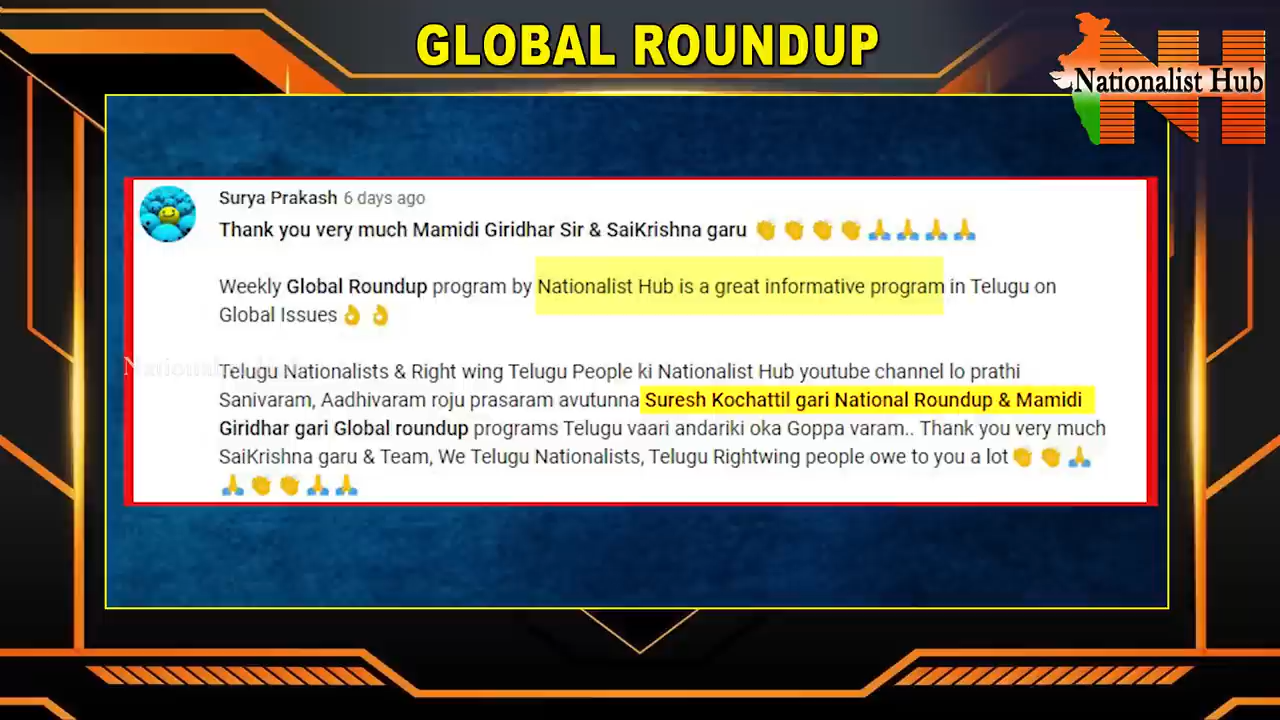 GLOBAL ROUNDUP
Nationalist Hub
Surya Prakash 6 days ago
Thank you very much Mamidi Giridhar Sir & SaiKrishna garu 👏 👏 👏 👏 🙏 🙏 🙏 🙏
Weekly Global Roundup program by Nationalist Hub is a great informative program in Telugu on
Global Issues 👌 👌
Telugu Nationalists & Right wing Telugu People ki Nationalist Hub youtube channel lo prathi
Sanivaram, Aadhivaram roju prasaram avutunna Suresh Kochattil gari National Roundup & Mamidi
Giridhar gari Global roundup programs Telugu vaari andariki oka Goppa varam.. Thank you very much
SaiKrishna garu & Team, We Telugu Nationalists, Telugu Rightwing people owe to you a lot 👏 👏 🙏
🙏 👏 👏 🙏 🙏